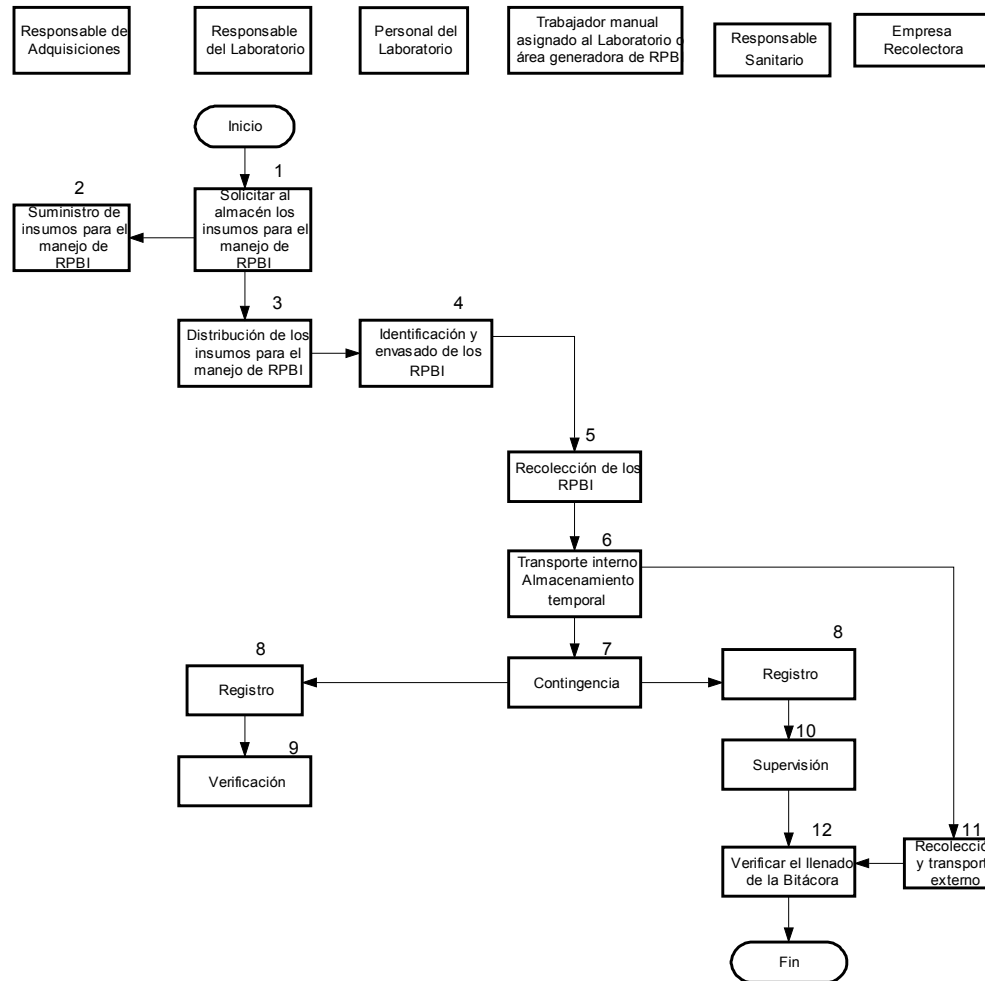 Responsable de
Adquisiciones
Responsable
del Laboratorio
Personal del
Laboratorio
Trabajador manual
asignado al Laboratorio o
área generadora de RPB
Responsable
Sanitario
Empresa
Recolectora
Inicio
1
Solicitar al
almacén los
insumos para el
manejo de
RPBI
2
Suministro de
insumos para el
manejo de
RPBI
3
Distribución de los
insumos para el
manejo de RPBI
4
Identificación y
envasado de los
RPBI
5
Recolección de los
RPBI
6
Transporte interno
Almacenamiento
temporal
7
Contingencia
8
Registro
8
Registro
9
Verificación
10
Supervisión
11
Recolección
y transport
externo
12
Verificar el llenado
de la Bitácora
Fin